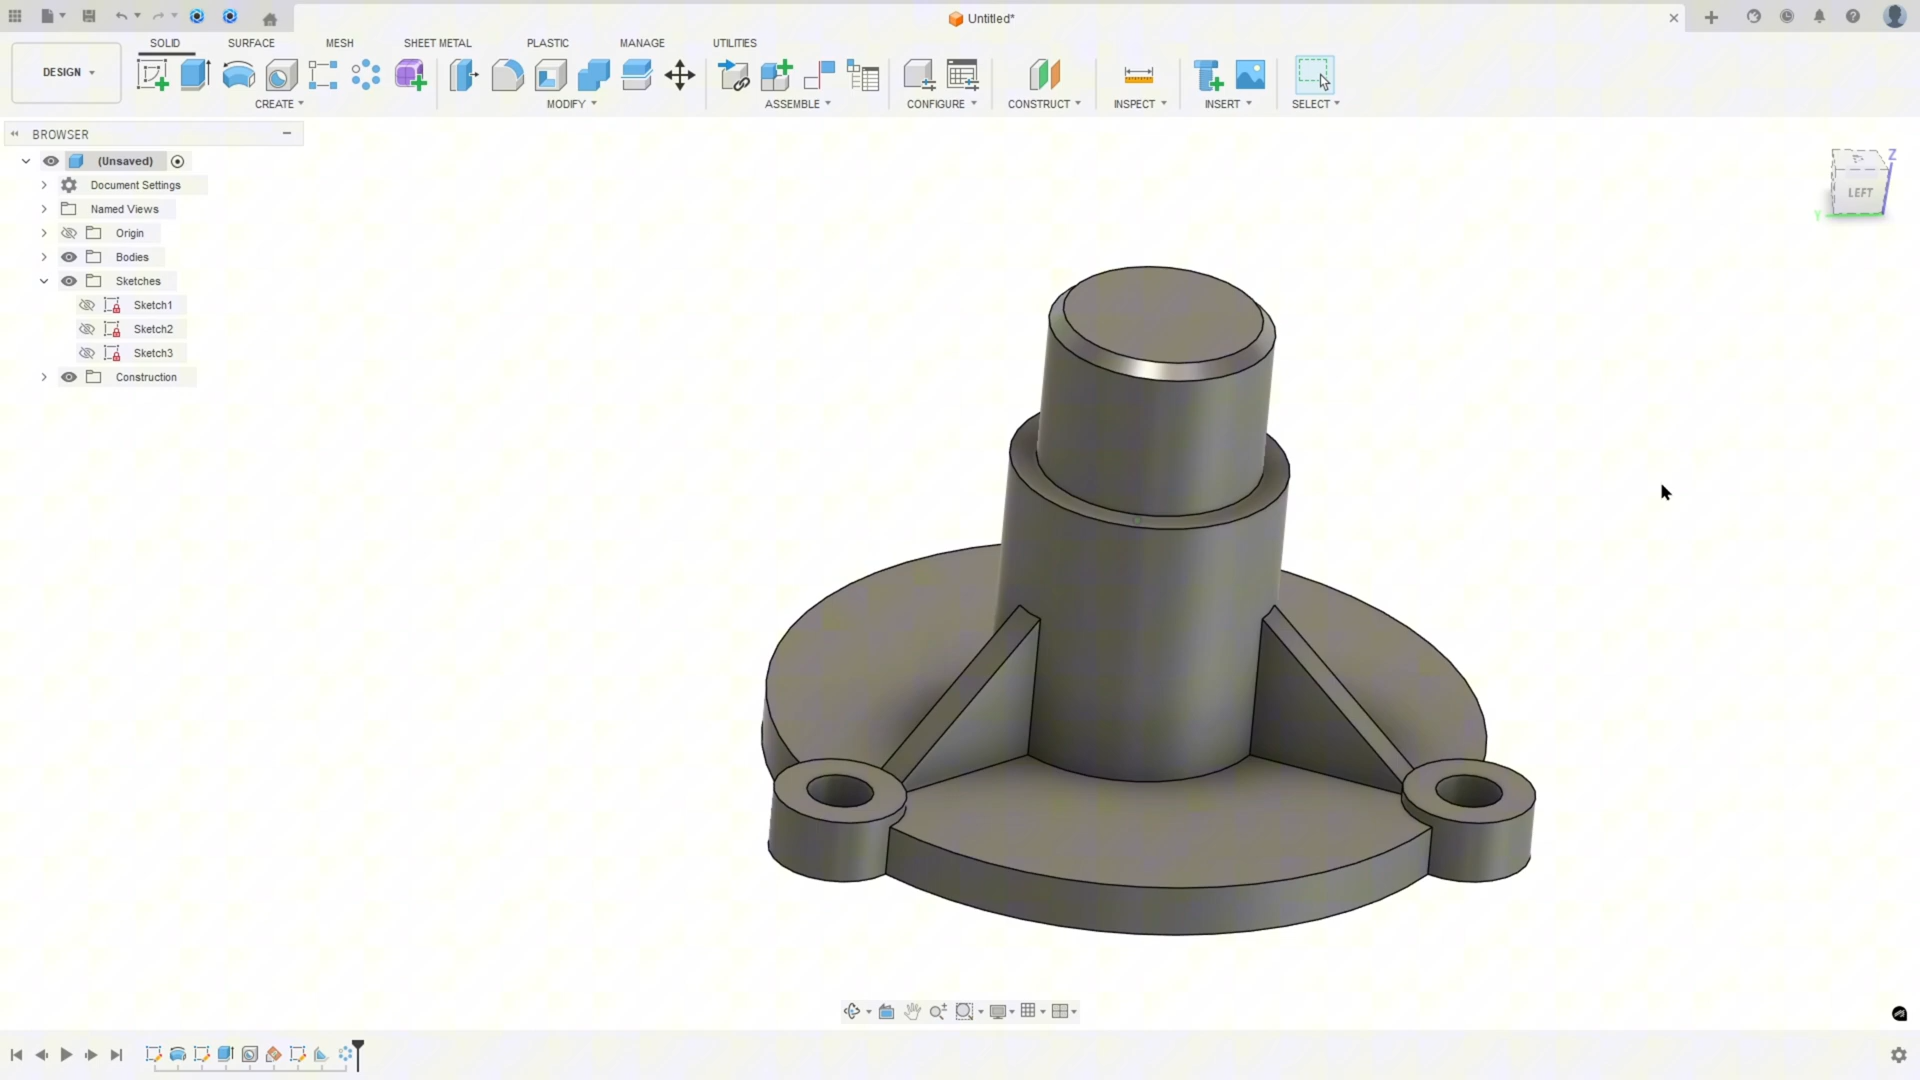 Untitled*
SOLID SURFACE MESH SHEET METAL PLASTIC MANAGE UTILITIES
DESIGN
CREATE MODIFY ASSEMBLE CONFIGURE CONSTRUCT INSPECT INSERT SELECT
BROWSER
(Unsaved)
Document Settings
Named Views
Origin
Bodies
Sketches
Sketch1
Sketch2
Sketch3
Construction
Z
LEFT
Y